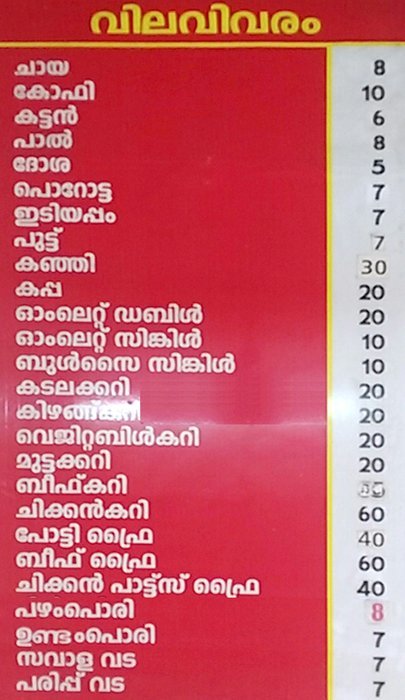 വിലവിവരം
ചായ 8
കോഫി 10
കട്ടൻ 6
പാൽ 8
ദോശ 5
പൊറോട്ട 7
ഇടിയപ്പം 7
പുട്ട് 7
കഞ്ഞി 30
കപ്പ 20
ഓംലെറ്റ് ഡബിൾ 20
ഓംലെറ്റ് സിങ്കിൾ 10
ബുൾസൈ സിങ്കിൾ 10
കടലക്കറി 20
കിഴങ്ങ്കറി 20
വെജിറ്റബിൾകറി 20
മുട്ടക്കറി 20
ബീഫ്കറി
ചിക്കൻകറി 60
പോട്ടി ഫ്രൈ 40
ബീഫ് ഫ്രൈ 60
ചിക്കൻ പാട്ട്സ് ഫ്രൈ 40
പഴംപൊരി 8
ഉണ്ടംപൊരി 7
സവാള വട 7
പരിപ്പ് വട 7